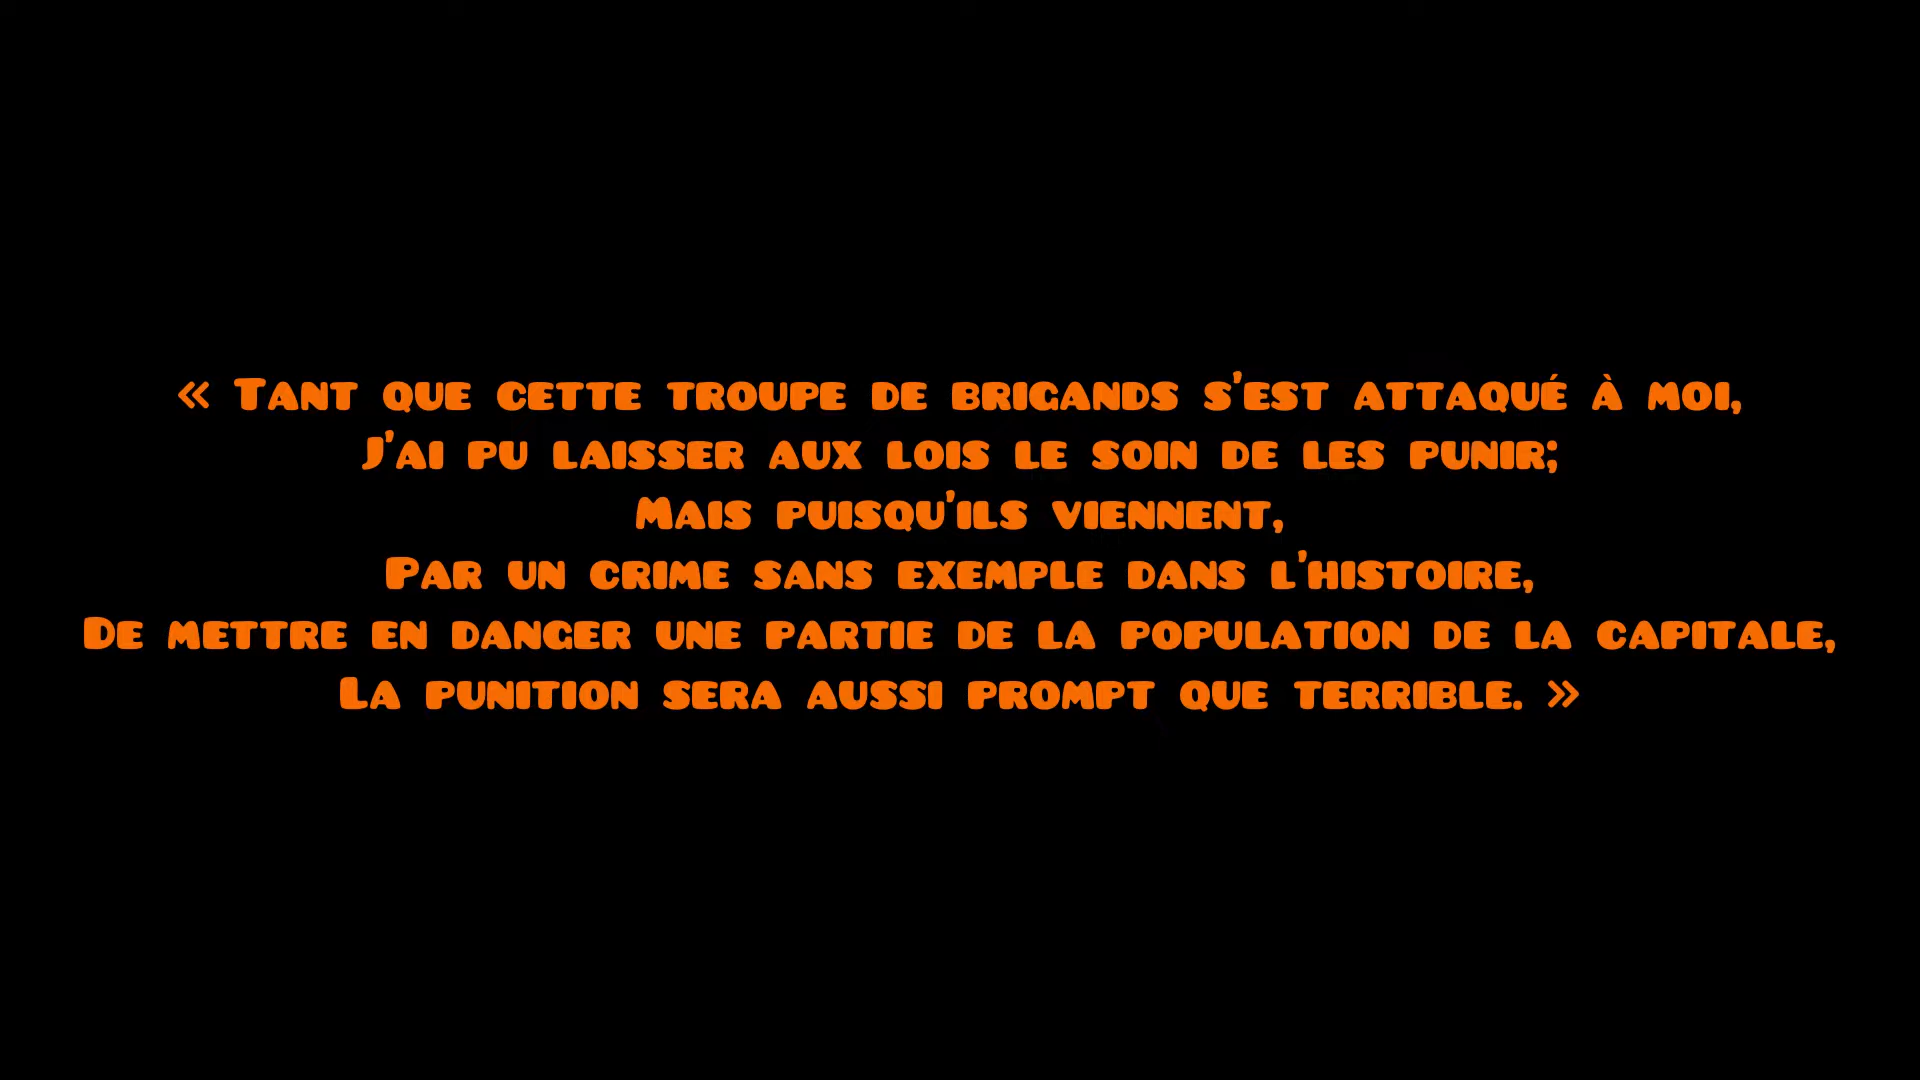 « Tant que cette troupe de brigands s'est attaqué à moi,
J'ai pu laisser aux lois le soin de les punir;
Mais puisqu'ils viennent,
Par un crime sans exemple dans l'histoire,
De mettre en danger une partie de la population de la capitale,
La punition sera aussi prompt que terrible. »